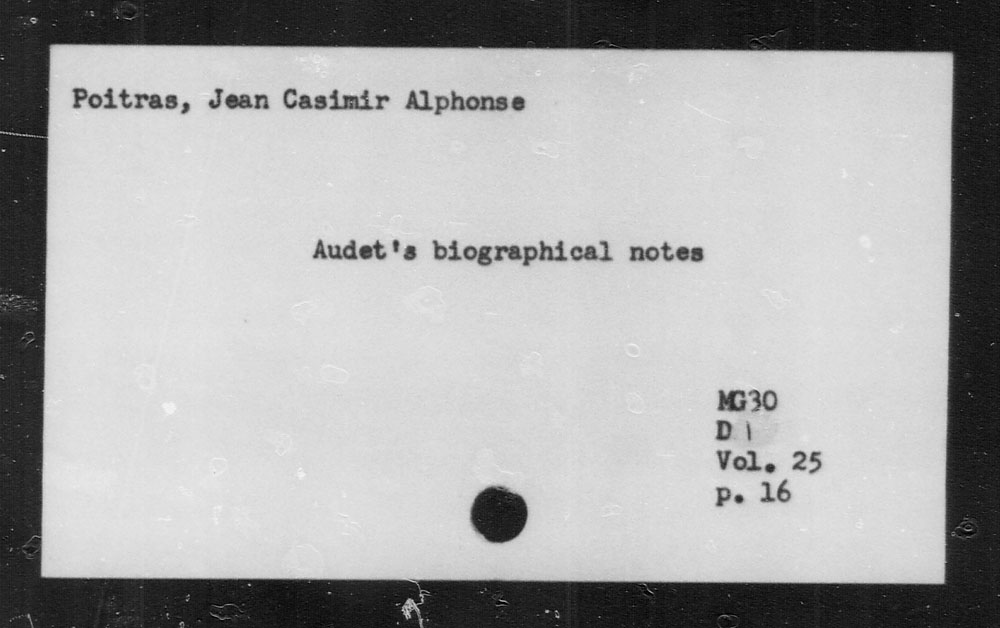 Poitras, Jean Casimir Alphonse
Audet's biographical notes
MG30
D 1
Vol. 25
p. 16